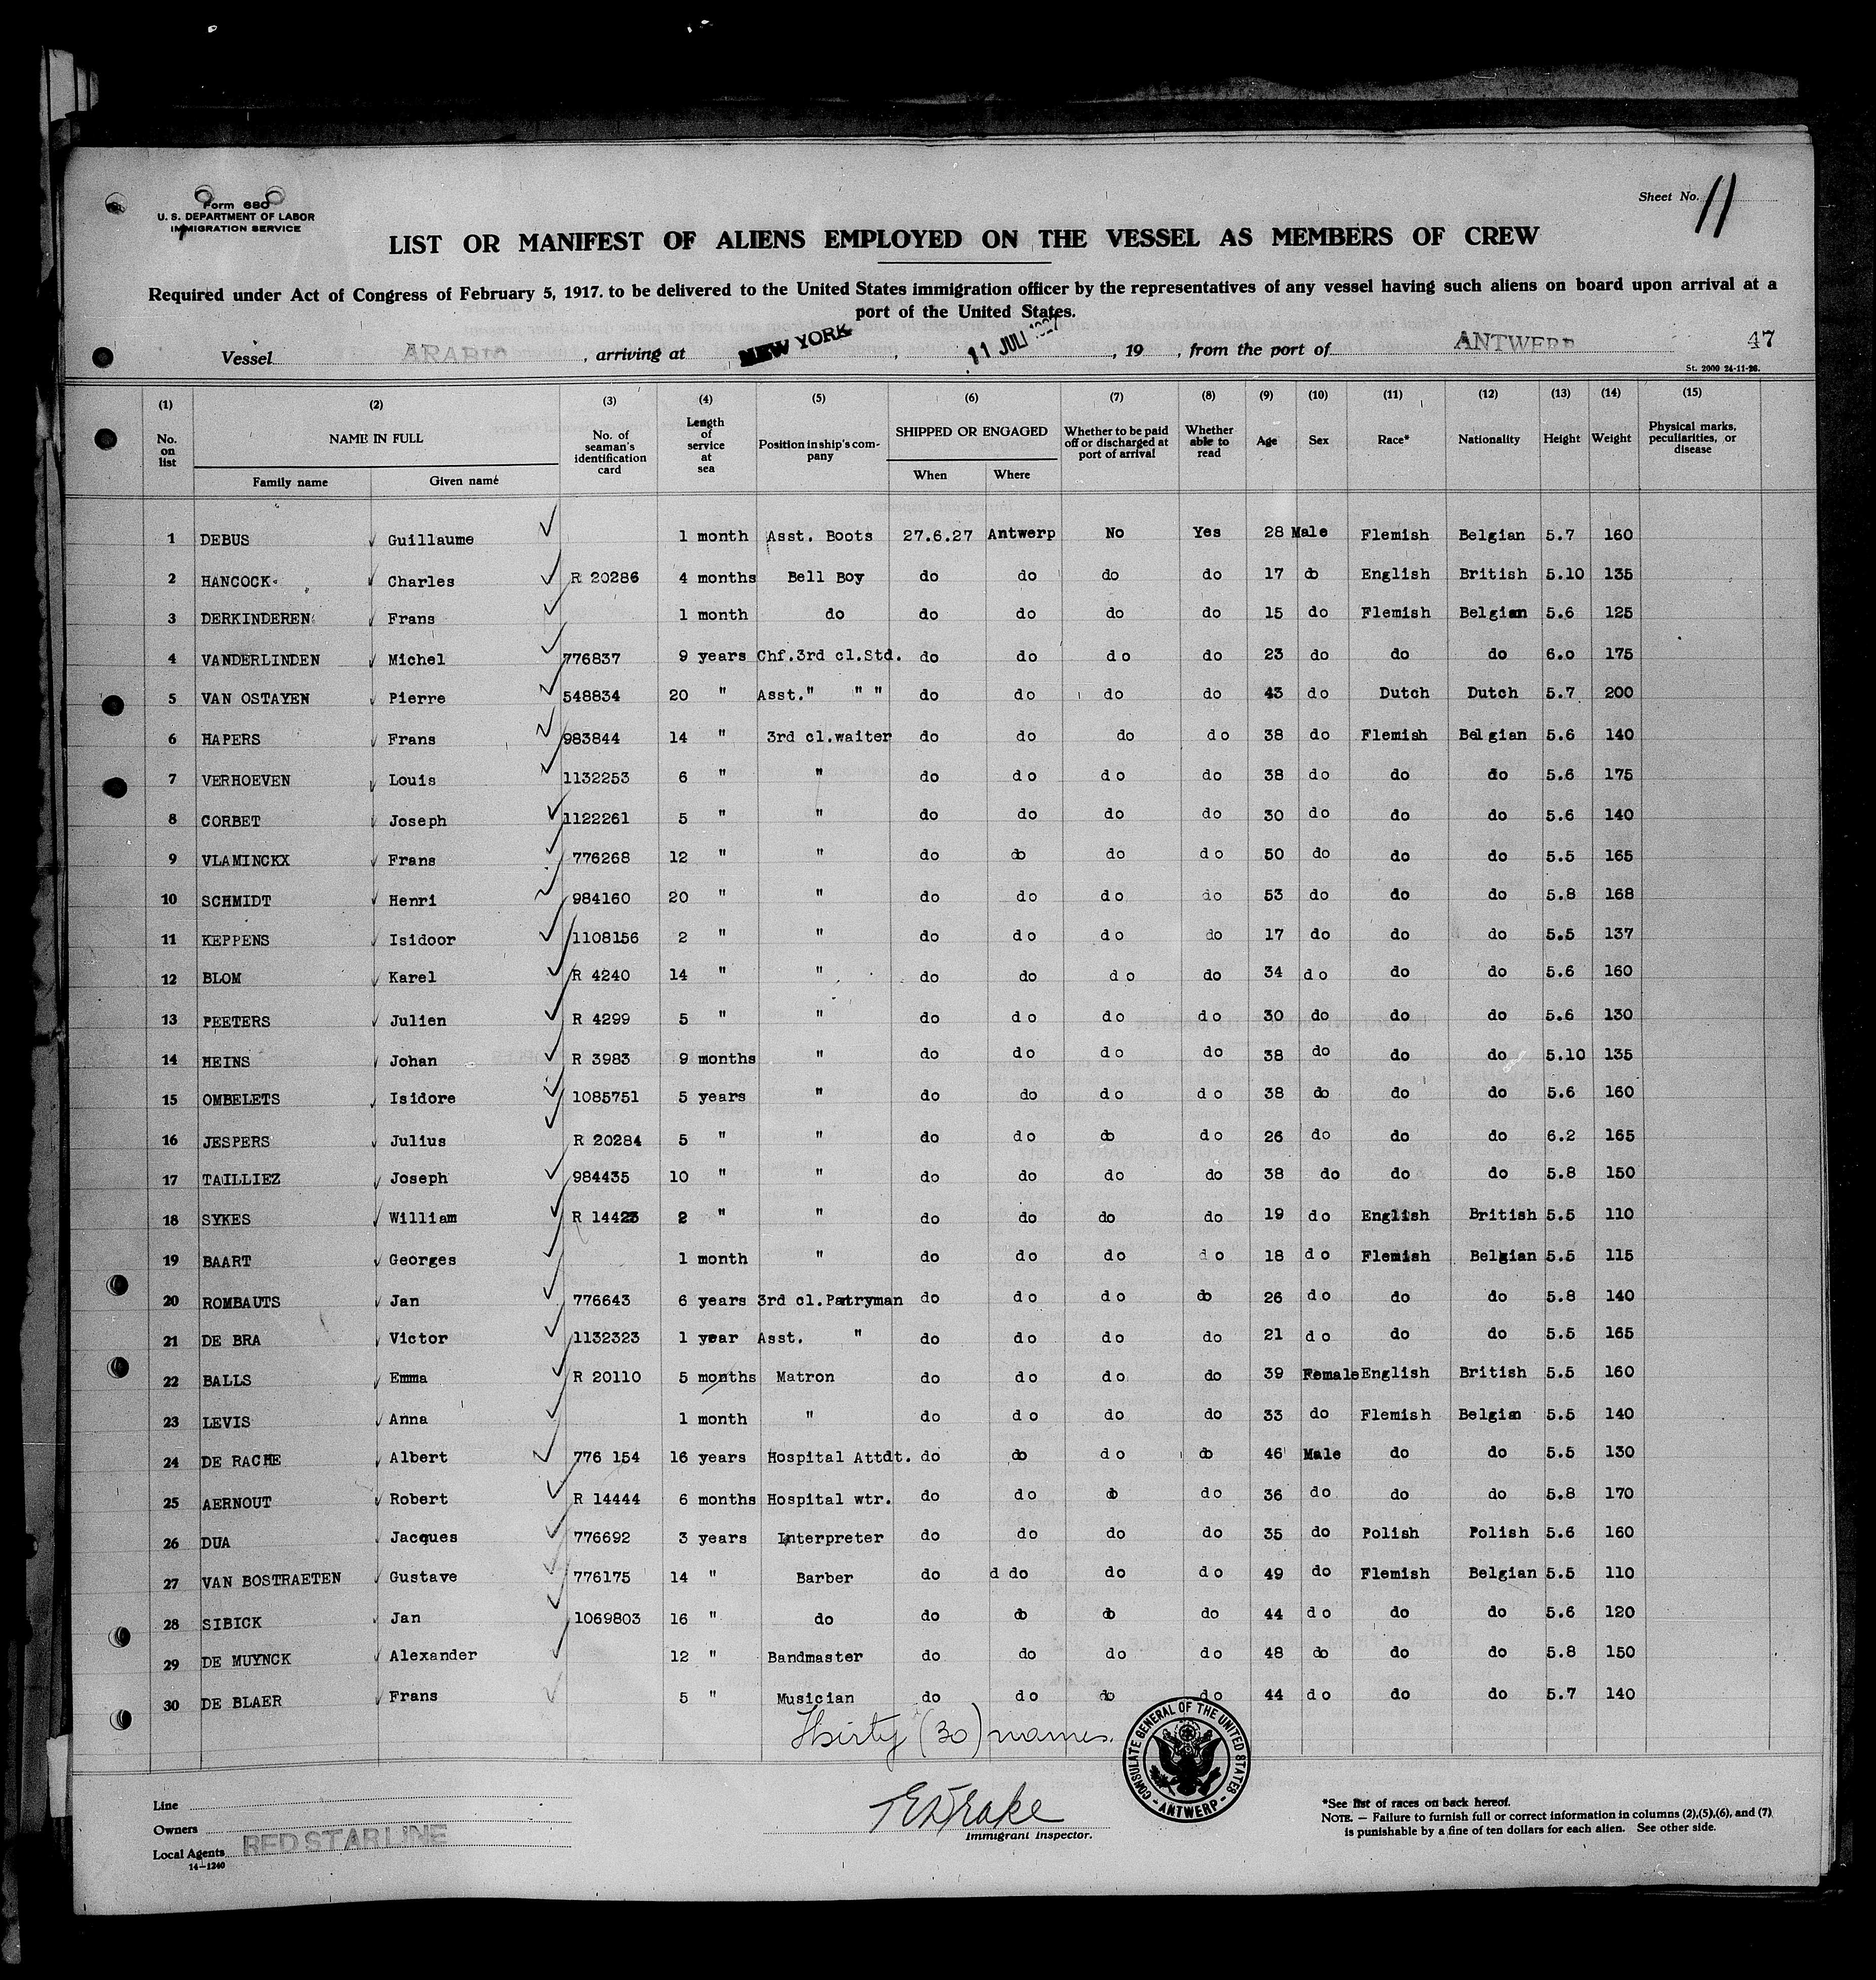 Form 680
U. S. DEPARTMENT OF LABOR
IMMIGRATION SERVICE
Sheet No. 11
LIST OR MANIFEST OF ALIENS EMPLOYED ON THE VESSEL AS MEMBERS OF CREW
Required under Act of Congress of February 5, 1917. to be delivered to the United States immigration officer by the representatives of any vessel having such aliens on board upon arrival at a
port of the United States.
Vessel ARABIC, arriving at NEW YORK, 11 JULI 1927, 19 , from the port of ANTWERP 47
St. 2000 24-11-26.
(1) (2) (3) (4) (5) (6) (7) (8) (9) (10) (11) (12) (13) (14) (15)
No. on list NAME IN FULL Family name Given name No. of seaman's identification card Length of service at sea Position in ship's company SHIPPED OR ENGAGED When Where Whether to be paid off or discharged at port of arrival Whether able to read Age Sex Race* Nationality Height Weight Physical marks, peculiarities, or disease
1 DEBUS Guillaume 1 month Asst. Boots 27.6.27 Antwerp No Yes 28 Male Flemish Belgian 5.7 160
2 HANCOCK Charles R 20286 4 months Bell Boy do do do do 17 do English British 5.10 135
3 DERKINDEREN Frans 1 month do do do do do 15 do Flemish Belgian 5.6 125
4 VANDERLINDEN Michel 776837 9 years Chf.3rd cl.Std. do do do do 23 do do do 6.0 175
5 VAN OSTAYEN Pierre 548834 20 " Asst." " " do do do do 43 do Dutch Dutch 5.7 200
6 HAPERS Frans 983844 14 " 3rd cl.waiter do do do do 38 do Flemish Belgian 5.6 140
7 VERHOEVEN Louis 1132253 6 " " do do do do 38 do do do 5.6 175
8 CORBET Joseph 1122261 5 " " do do do do 30 do do do 5.6 140
9 VLAMINCKX Frans 776268 12 " " do do do do 50 do do do 5.5 165
10 SCHMIDT Henri 984160 20 " " do do do do 53 do do do 5.8 168
11 KEPPENS Isidoor 1108156 2 " " do do do do 17 do do do 5.5 137
12 BLOM Karel R 4240 14 " " do do do do 34 do do do 5.6 160
13 PEETERS Julien R 4299 5 " " do do do do 30 do do do 5.6 130
14 HEINS Johan R 3983 9 months " do do do do 38 do do do 5.10 135
15 OMBELETS Isidore 1085751 5 years " do do do do 38 do do do 5.6 160
16 JESPERS Julius R 20284 5 " " do do do do 26 do do do 6.2 165
17 TAILLIEZ Joseph 984435 10 " " do do do do 38 do do do 5.8 150
18 SYKES William R 14423 2 " " do do do do 19 do English British 5.5 110
19 BAART Georges 1 month " do do do do 18 do Flemish Belgian 5.5 115
20 ROMBAUTS Jan 776643 6 years 3rd cl.Patryman do do do do 26 do do do 5.8 140
21 DE BRA Victor 1132323 1 year Asst. " do do do do 21 do do do 5.5 165
22 BALLS Emma R 20110 5 months Matron do do do do 39 Female English British 5.5 160
23 LEVIS Anna 1 month " do do do do 33 do Flemish Belgian 5.5 140
24 DE RACHE Albert 776 154 16 years Hospital Attdt. do do do do 46 Male do do 5.5 130
25 AERNOUT Robert R 14444 6 months Hospital wtr. do do do do 36 do do do 5.8 170
26 DUA Jacques 776692 3 years Interpreter do do do do 35 do Polish Polish 5.6 160
27 VAN BOSTRAETEN Gustave 776175 14 " Barber do d do do do 49 do Flemish Belgian 5.5 110
28 SIBICK Jan 1069803 16 " do do do do do 44 do do do 5.6 120
29 DE MUYNCK Alexander 12 " Bandmaster do do do do 48 do do do 5.8 150
30 DE BLAER Frans 5 " Musician do do do do 44 do do do 5.7 140
Thirty (30) names.
CONSULATE GENERAL OF THE UNITED STATES - ANTWERP -
Line
Owners
Local Agents RED STAR LINE
14-1240
E Drake
Immigrant Inspector.
*See list of races on back hereof.
NOTE. — Failure to furnish full or correct information in columns (2),(5),(6), and (7)
is punishable by a fine of ten dollars for each alien. See other side.